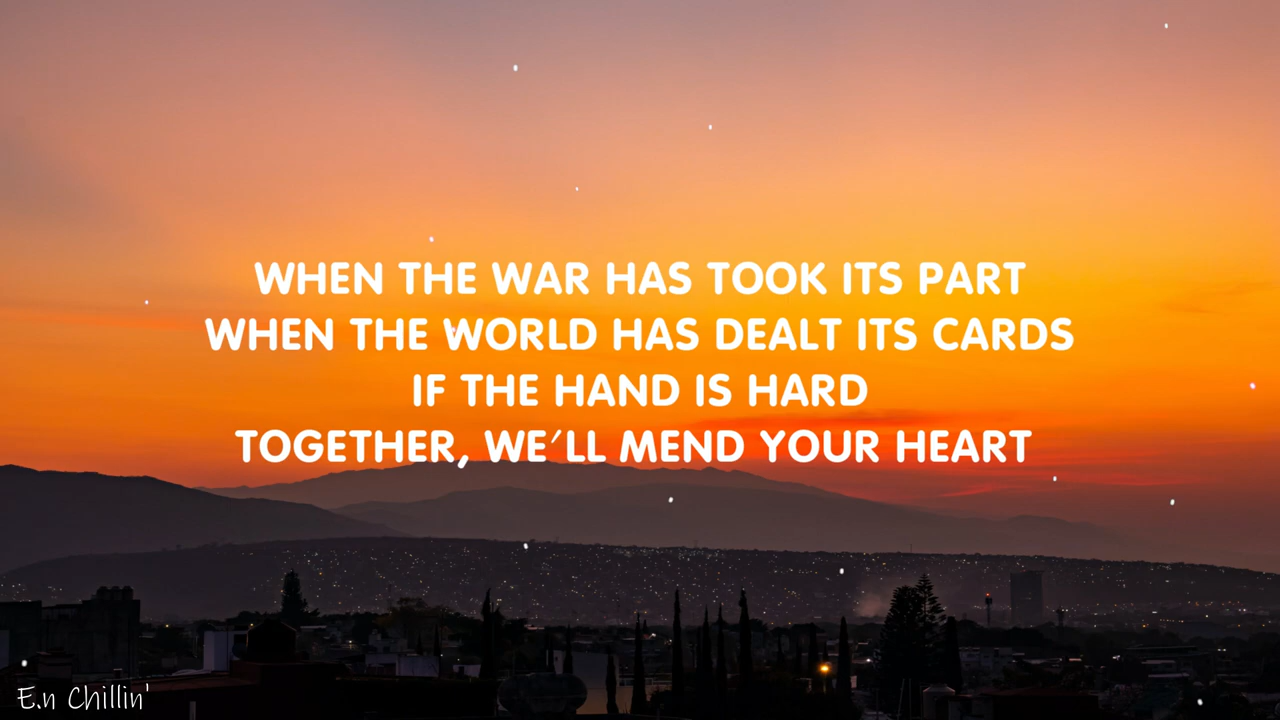 WHEN THE WAR HAS TOOK ITS PART
WHEN THE WORLD HAS DEALT ITS CARDS
IF THE HAND IS HARD
TOGETHER, WE'LL MEND YOUR HEART
E.n Chillin'